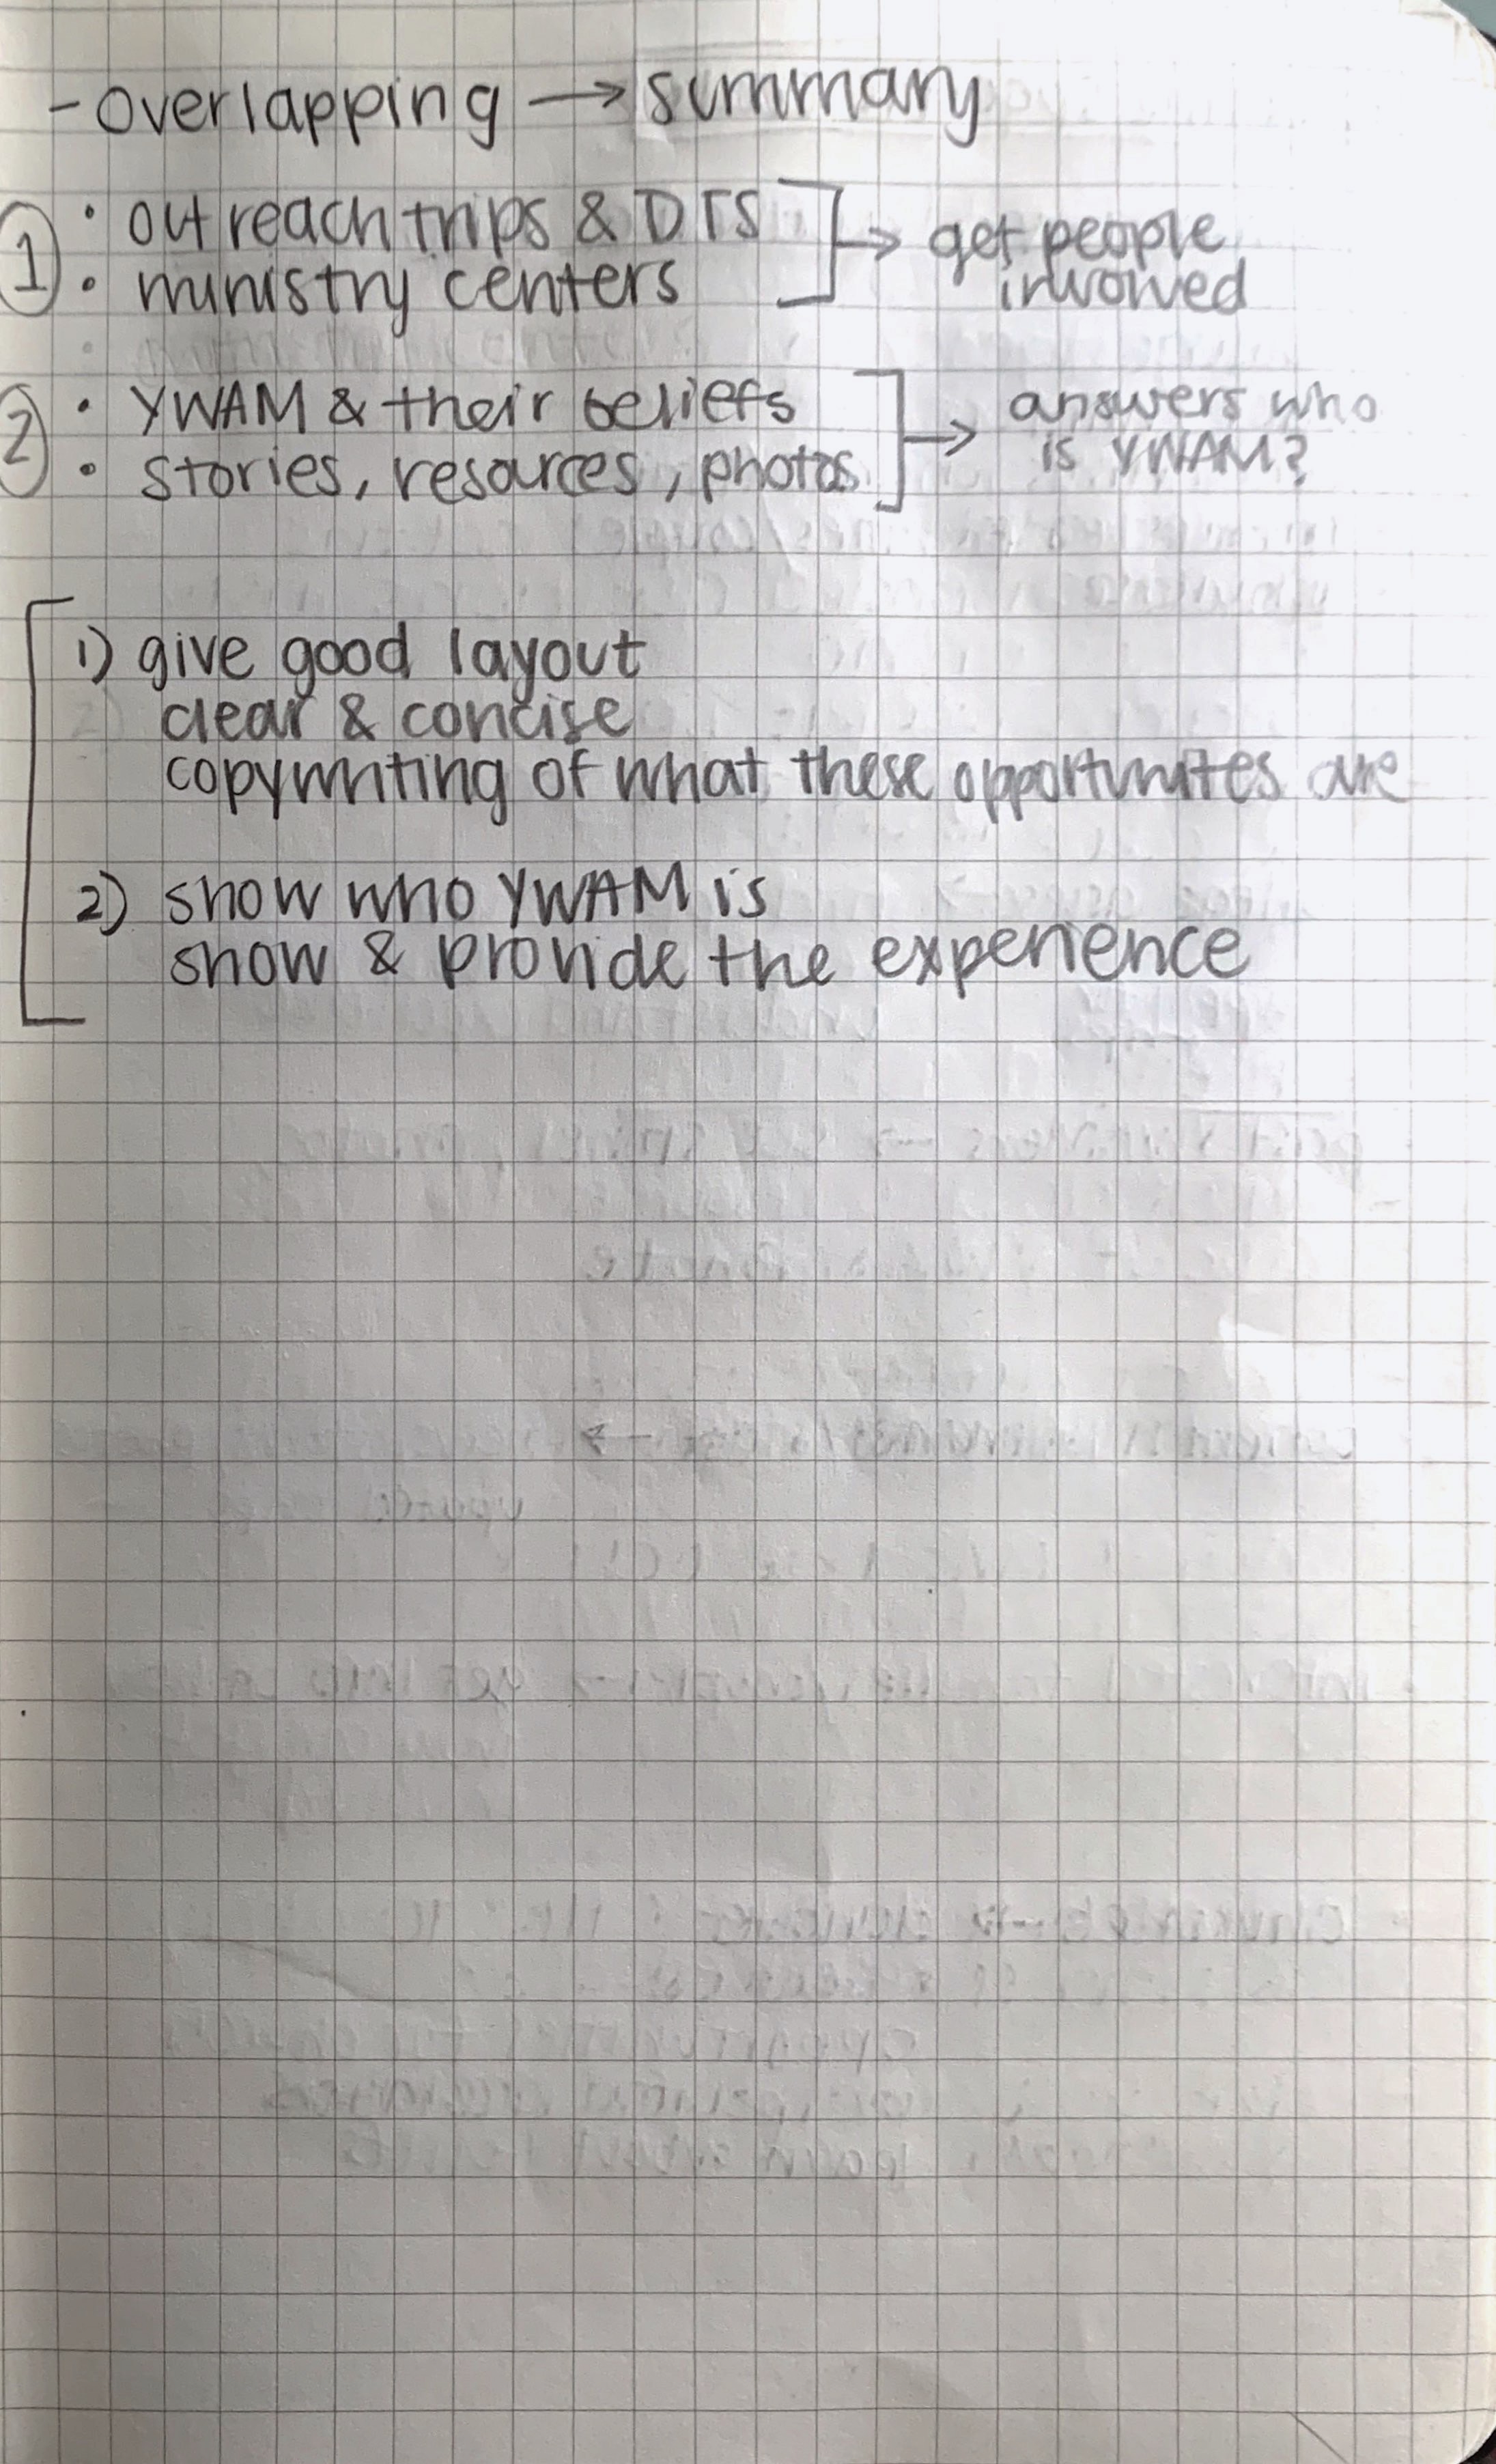 - overlapping → summary
① • outreach trips & DTS → get people
• ministry centers involved
② • YWAM & their beliefs → answers who
• stories, resources, photos is YWAM?
1) give good layout
clear & concise
copywriting of what these opportunites are
2) show who YWAM is
show & provide the experience